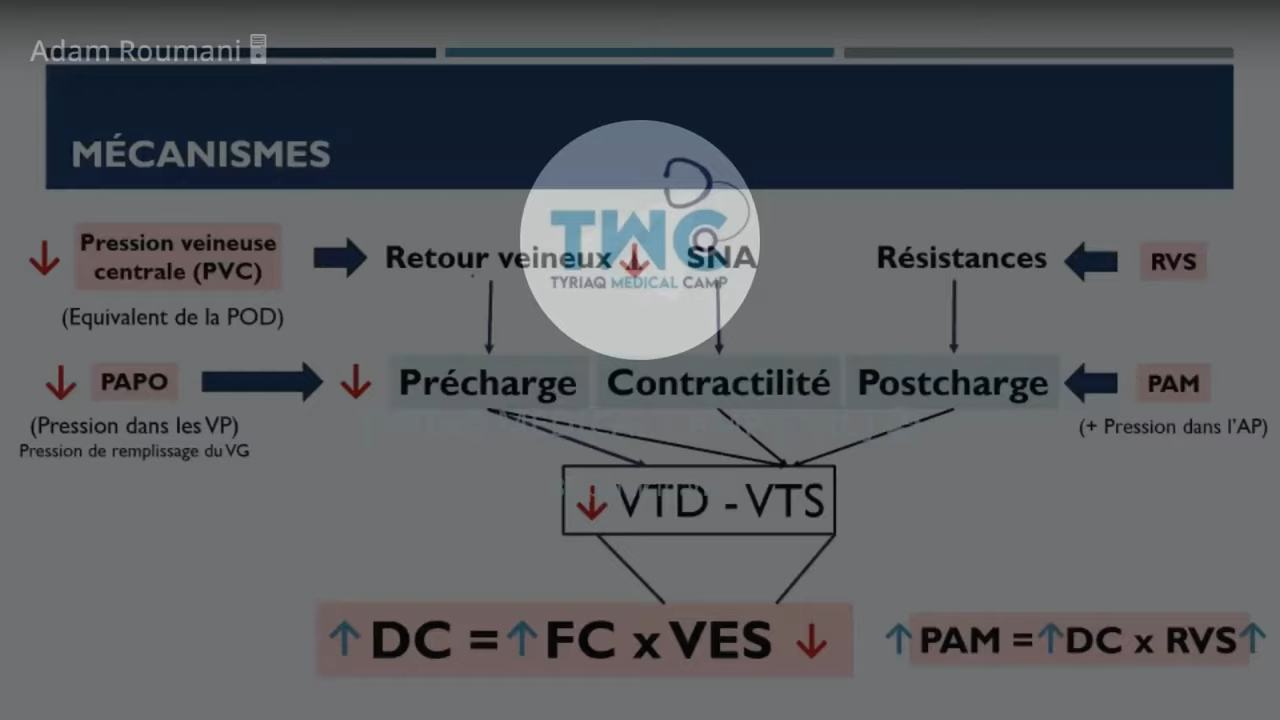 Adam Roumani
MÉCANISMES
↓ Pression veineuse
centrale (PVC)
(Equivalent de la POD)
Retour veineux ↓ SNA
Résistances
RVS
TWC
TYRIAQ MEDICAL CAMP
↓ PAPO
(Pression dans les VP)
Pression de remplissage du VG
↓ Précharge Contractilité Postcharge
PAM
(+ Pression dans l'AP)
↓ VTD - VTS
↑ DC = ↑ FC x VES ↓
↑ PAM = ↑ DC x RVS ↑